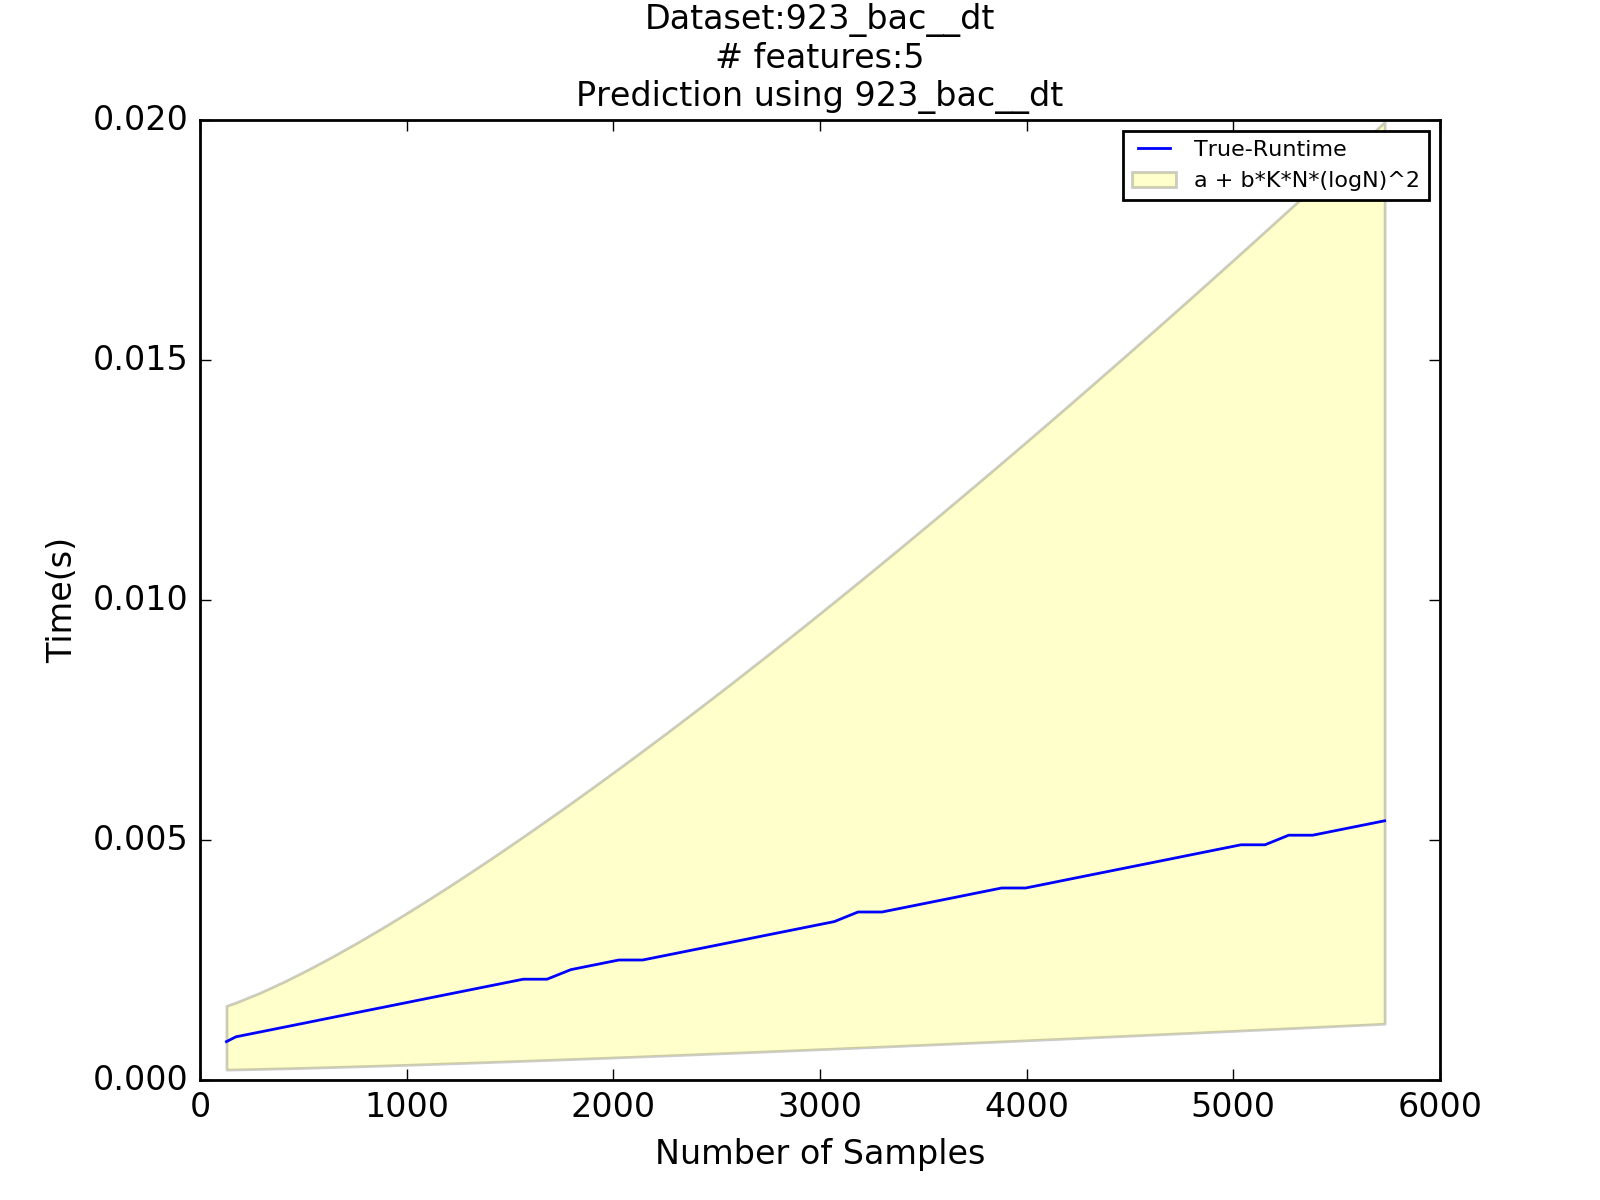 Dataset:923_bac__dt
# features:5
Prediction using 923_bac__dt
True-Runtime
a + b*K*N*(logN)^2
0.020
0.015
0.010
0.005
0.000
Time(s)
0 1000 2000 3000 4000 5000 6000
Number of Samples